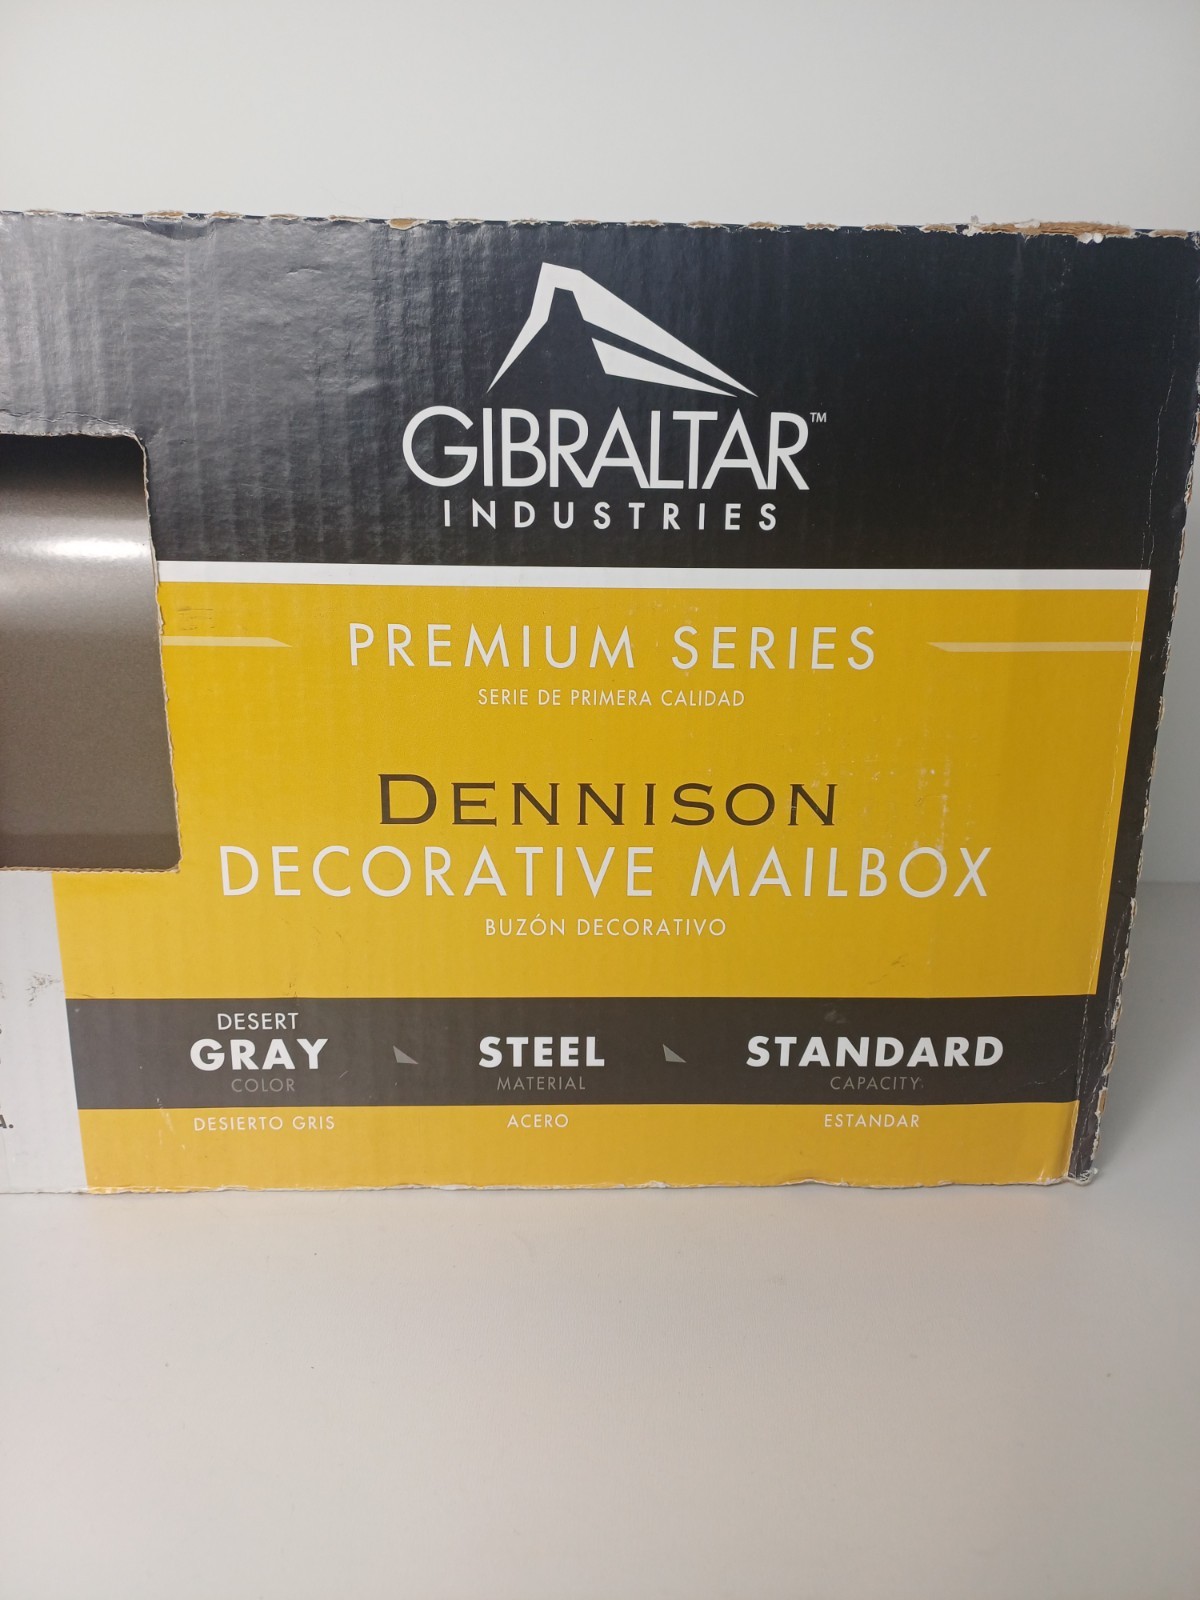 GIBRALTAR™
INDUSTRIES
PREMIUM SERIES
SERIE DE PRIMERA CALIDAD
DENNISON
DECORATIVE MAILBOX
BUZÓN DECORATIVO
DESERT
GRAY
COLOR
DESIERTO GRIS
STEEL
MATERIAL
ACERO
STANDARD
CAPACITY
ESTANDAR